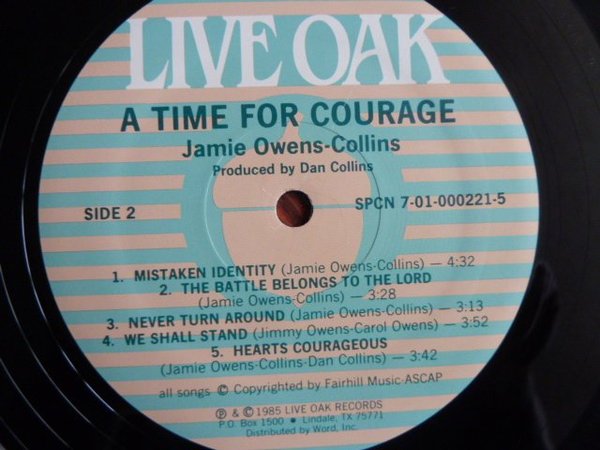 LIVE OAK
A TIME FOR COURAGE
Jamie Owens-Collins
Produced by Dan Collins
SIDE 2
SPCN 7-01-000221-5
1. MISTAKEN IDENTITY (Jamie Owens-Collins) — 4:32
2. THE BATTLE BELONGS TO THE LORD
(Jamie Owens-Collins) — 3:28
3. NEVER TURN AROUND (Jamie Owens-Collins) — 3:13
4. WE SHALL STAND (Jimmy Owens-Carol Owens) — 3:52
5. HEARTS COURAGEOUS
(Jamie Owens-Collins-Dan Collins) — 3:42
all songs © Copyrighted by Fairhill Music-ASCAP
℗ & © 1985 LIVE OAK RECORDS
P.O. Box 1500 • Lindale, TX 75771
Distributed by Word, Inc.